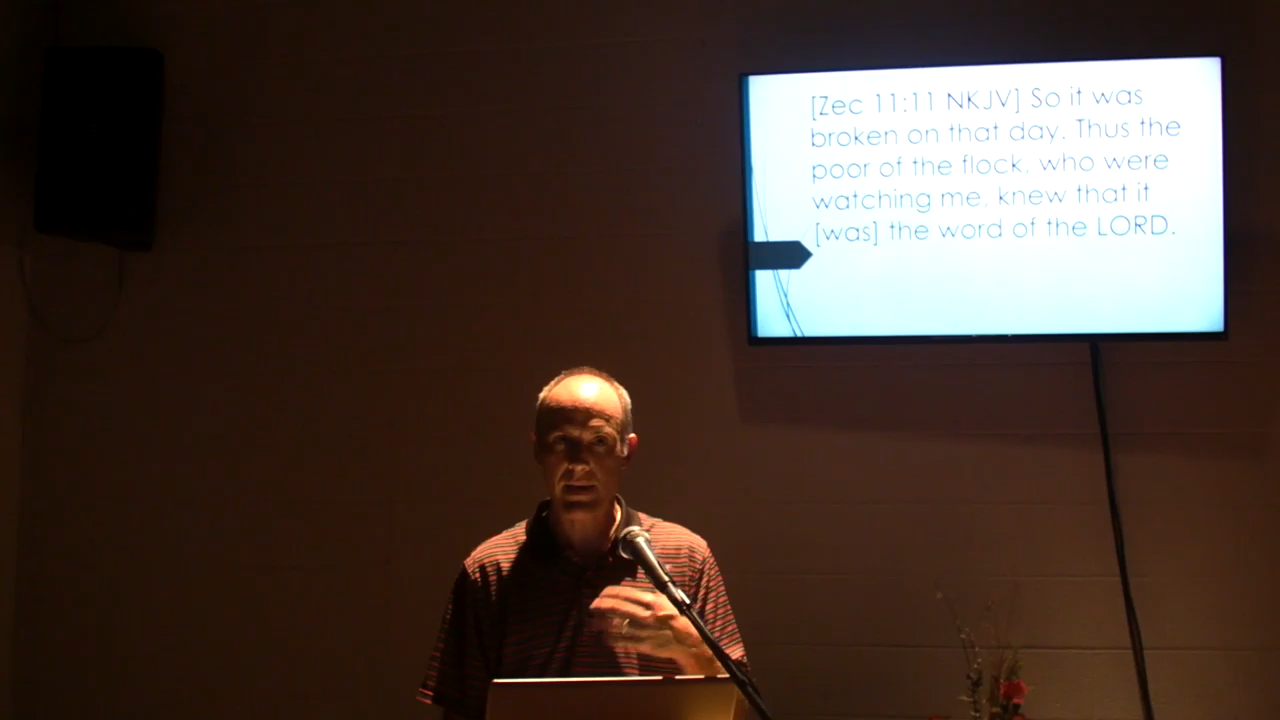 [Zec 11:11 NKJV] So it was
broken on that day. Thus the
poor of the flock, who were
watching me, knew that it
[was] the word of the LORD.